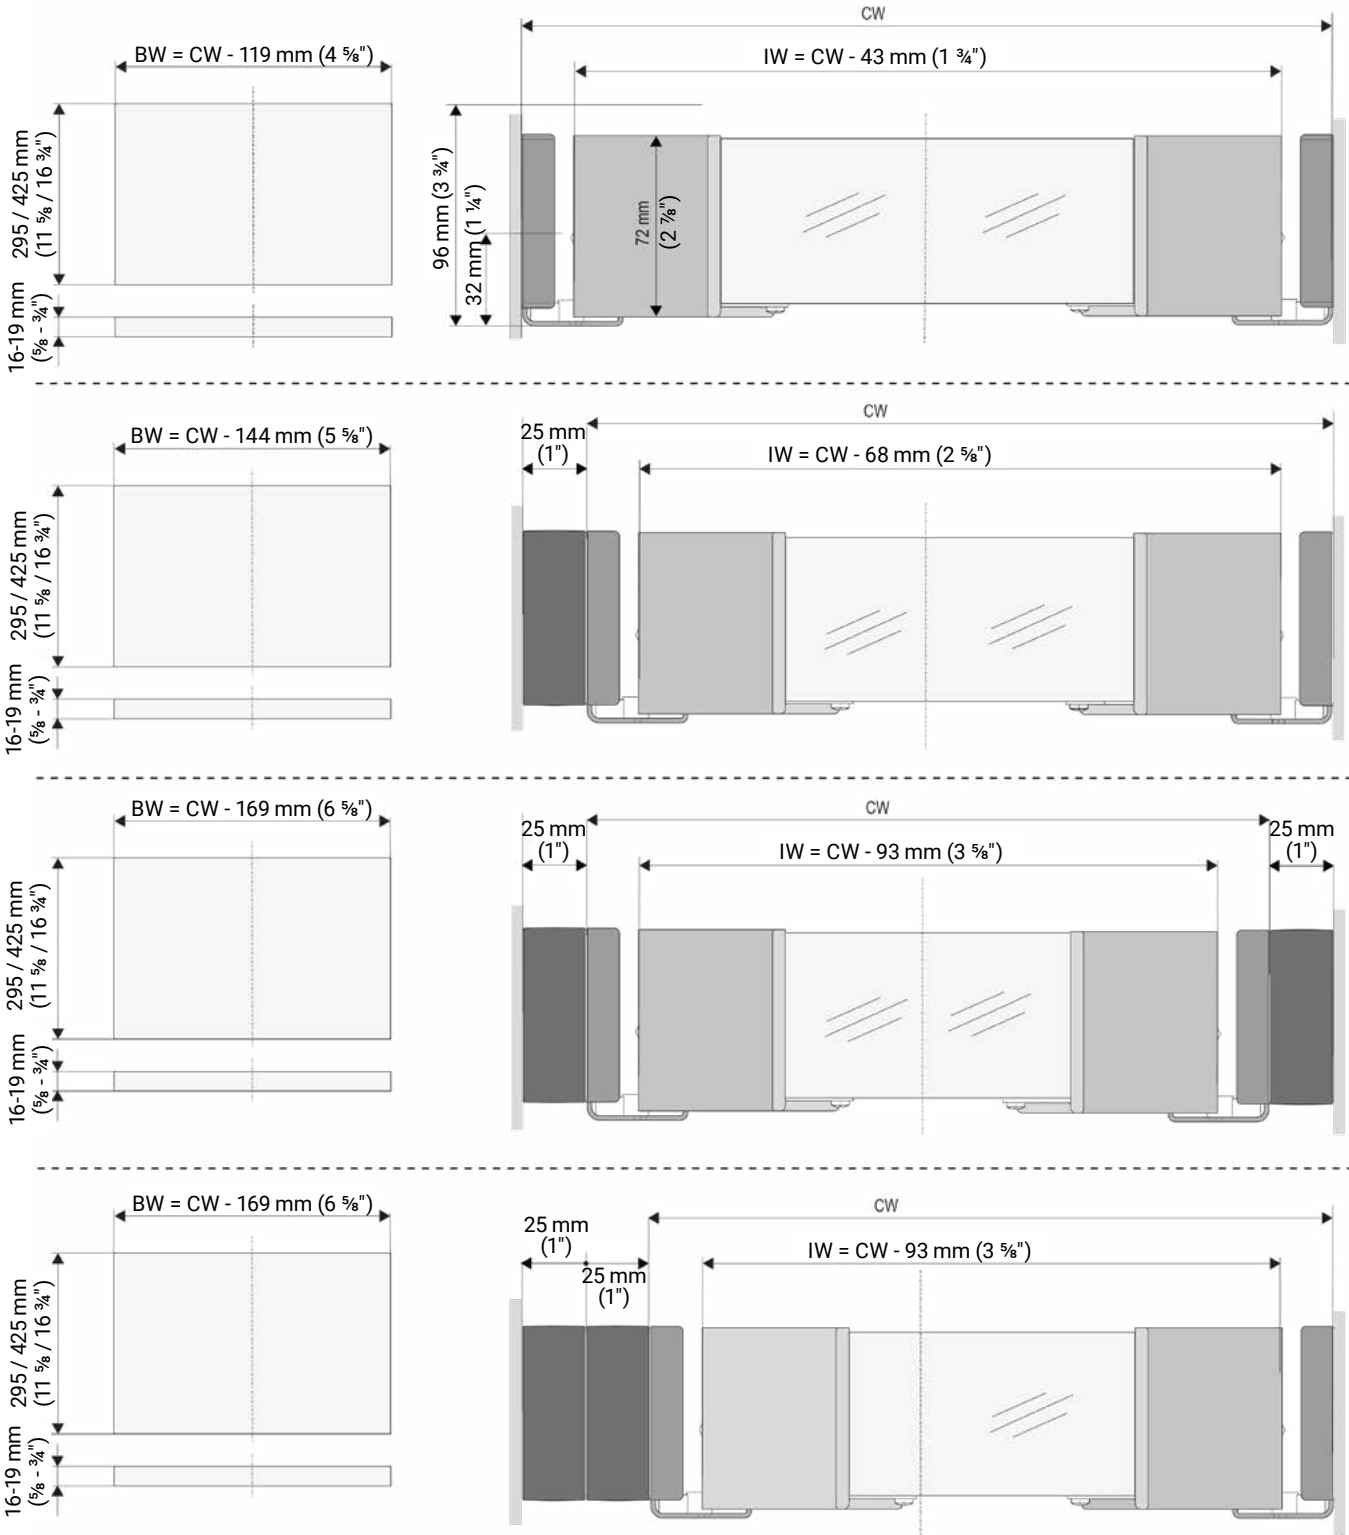 CW
BW = CW - 119 mm (4 ⅝")
IW = CW - 43 mm (1 ¾")
295 / 425 mm
(11 ⅝ / 16 ¾")
16-19 mm
(⅝ - ¾")
96 mm (3 ¾")
32 mm (1 ¼")
72 mm
(2 ⅞")
CW
BW = CW - 144 mm (5 ⅝")
25 mm
(1")
IW = CW - 68 mm (2 ⅝")
295 / 425 mm
(11 ⅝ / 16 ¾")
16-19 mm
(⅝ - ¾")
CW
BW = CW - 169 mm (6 ⅝")
25 mm
(1")
IW = CW - 93 mm (3 ⅝")
25 mm
(1")
295 / 425 mm
(11 ⅝ / 16 ¾")
16-19 mm
(⅝ - ¾")
CW
BW = CW - 169 mm (6 ⅝")
25 mm
(1")
25 mm
(1")
IW = CW - 93 mm (3 ⅝")
295 / 425 mm
(11 ⅝ / 16 ¾")
16-19 mm
(⅝ - ¾")